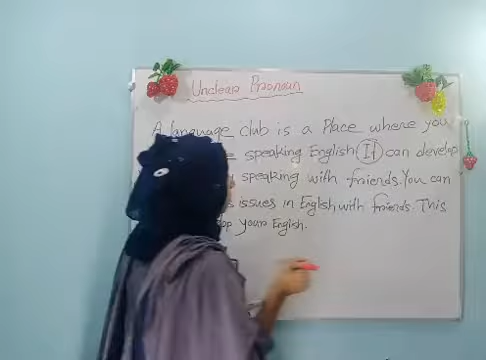 Unclear Pronoun
A language club is a Place where you
speaking English It can develop
speaking with friends. You can
issues in English with friends. This
your English.